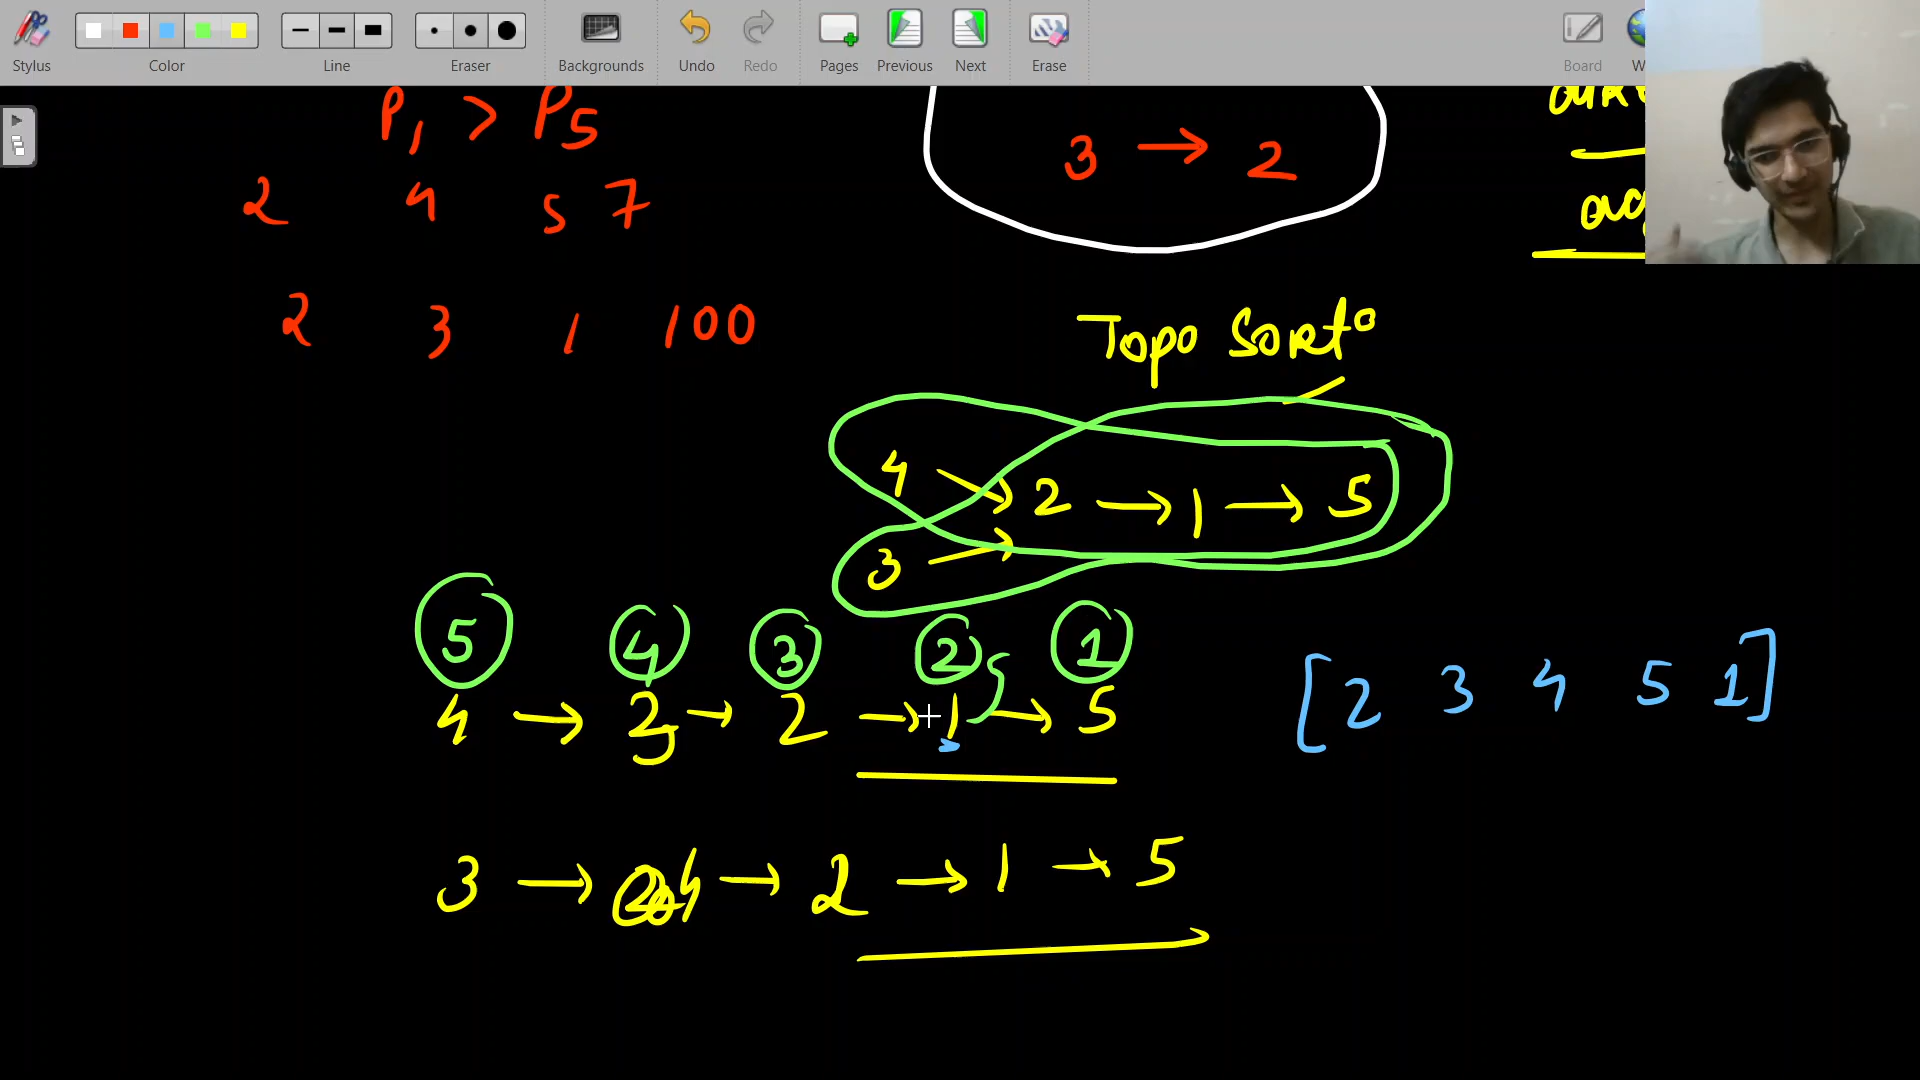 Stylus Color Line Eraser Backgrounds Undo Redo Pages Previous Next Erase Board W
P1 > P5
3 → 2
2 4 5 7
2 3 1 100
Topo Sort
4 → 2 → 1 → 5
3 →
5 4 3 2 1
4 → 3 → 2 → 1 → 5
[2 3 4 5 1]
3 → 4 → 2 → 1 → 5